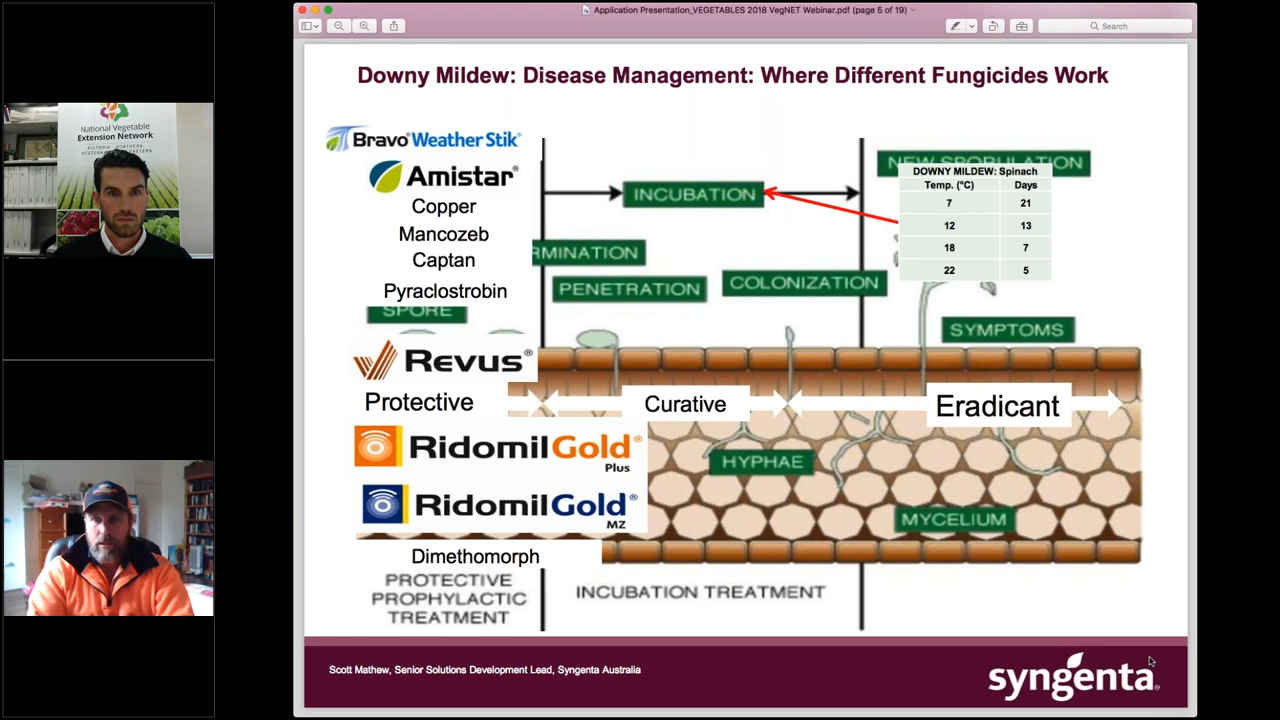 Application Presentation_VEGETABLES 2018 VegNET Webinar.pdf (page 5 of 19)
Search
Downy Mildew: Disease Management: Where Different Fungicides Work
National Vegetable
Extension Network
Bravo® Weather Stik®
Amistar®
Copper
Mancozeb
Captan
Pyraclostrobin
SPORE
INCUBATION
NEW SPORULATION
DOWNY MILDEW: Spinach
Temp. (°C) Days
7 21
12 13
18 7
22 5
RMINATION
PENETRATION
COLONIZATION
SYMPTOMS
Revus®
Protective
Curative
Eradicant
Ridomil Gold®
Plus
HYPHAE
Ridomil Gold®
MZ
MYCELIUM
Dimethomorph
PROTECTIVE
PROPHYLACTIC
TREATMENT
INCUBATION TREATMENT
Scott Mathew, Senior Solutions Development Lead, Syngenta Australia
syngenta®